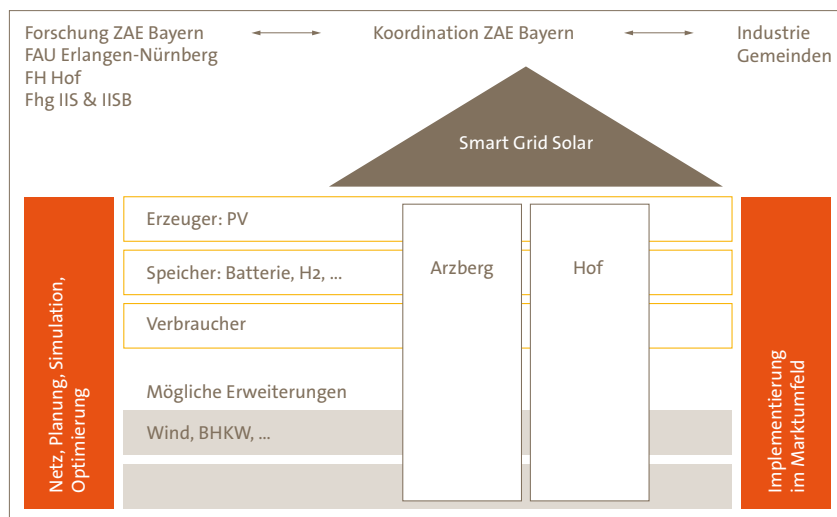 Forschung ZAE Bayern
FAU Erlangen-Nürnberg
FH Hof
Fhg IIS & IISB
Koordination ZAE Bayern
Industrie
Gemeinden
Smart Grid Solar
Netz, Planung, Simulation,
Optimierung
Erzeuger: PV
Speicher: Batterie, H2, ...
Verbraucher
Mögliche Erweiterungen
Wind, BHKW, ...
Arzberg
Hof
Implementierung
im Marktumfeld